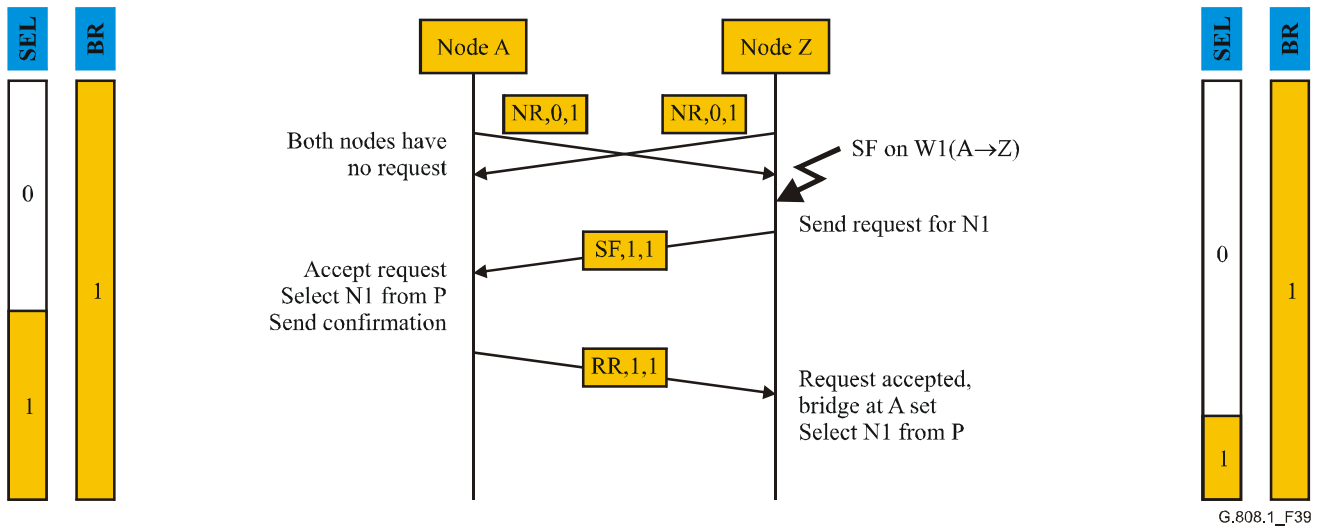 SEL
BR
Node A
Node Z
SEL
BR
NR,0,1
NR,0,1
Both nodes have
no request
SF on W1(A→Z)
0
Send request for N1
SF,1,1
0
Accept request
Select N1 from P
Send confirmation
1
1
RR,1,1
Request accepted,
bridge at A set
Select N1 from P
1
1
G.808.1_F39